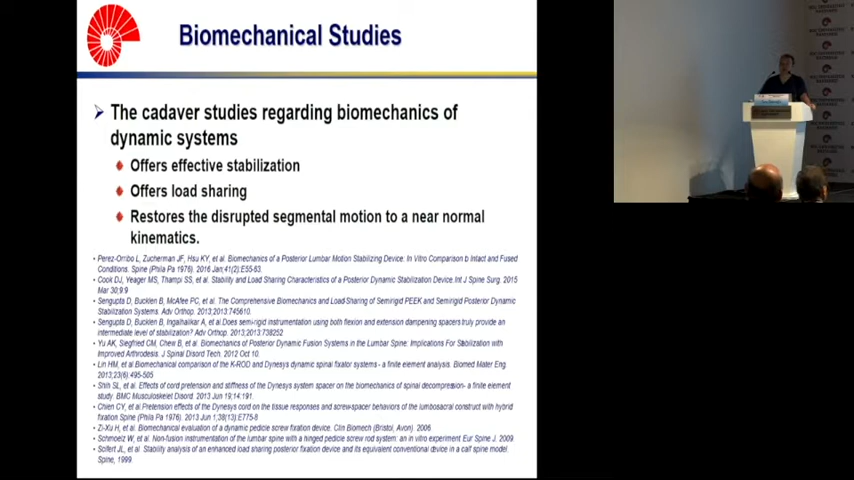 Biomechanical Studies
The cadaver studies regarding biomechanics of
dynamic systems
Offers effective stabilization
Offers load sharing
Restores the disrupted segmental motion to a near normal
kinematics.
Perez-Orribo L, Zucherman JF, Hsu KY, et al. Biomechanics of a Posterior Lumbar Motion Stabilizing Device: In Vitro Comparison to Intact and Fused
Conditions. Spine (Phila Pa 1976). 2016 Jan;41(2):E55-63.
Cook DJ, Yeager MS, Thampi SS, et al. Stability and Load Sharing Characteristics of a Posterior Dynamic Stabilization Device. Int J Spine Surg. 2015
Mar 30;9:9
Sengupta D, Bucklen B, McAfee PC, et al. The Comprehensive Biomechanics and Load-Sharing of Semirigid PEEK and Semirigid Posterior Dynamic
Stabilization Systems. Adv Orthop. 2013;2013:745610.
Sengupta D, Bucklen B, Ingalhalikar A, et al.Does semi-rigid instrumentation using both flexion and extension dampening spacers truly provide an
intermediate level of stabilization? Adv Orthop. 2013;2013:738252
Yu AK, Siegfried CM, Chew B, et al. Biomechanics of Posterior Dynamic Fusion Systems in the Lumbar Spine: Implications For Stabilization with
Improved Arthrodesis. J Spinal Disord Tech. 2012 Oct 10.
Lin HM, et al Biomechanical comparison of the K-ROD and Dynesys dynamic spinal fixator systems - a finite element analysis. Biomed Mater Eng.
2013;23(6):495-505
Shih SL, et al. Effects of cord pretension and stiffness of the Dynesys system spacer on the biomechanics of spinal decompression- a finite element
study. BMC Musculoskelet Disord. 2013 Jun 19;14:191.
Chien CY, et al.Pretension effects of the Dynesys cord on the tissue responses and screw-spacer behaviors of the lumbosacral construct with hybrid
fixation Spine (Phila Pa 1976). 2013 Jun 1;38(13):E775-8
Zi-Xu H, et al. Biomechanical evaluation of a dynamic pedicle screw fixation device. Clin Biomech (Bristol, Avon). 2006
Schmoelz W, et al. Non-fusion instrumentation of the lumbar spine with a hinged pedicle screw rod system: an in vitro experiment. Eur Spine J. 2009.
Scifert JL, et al. Stability analysis of an enhanced load sharing posterior fixation device and its equivalent conventional device in a calf spine model.
Spine, 1999.